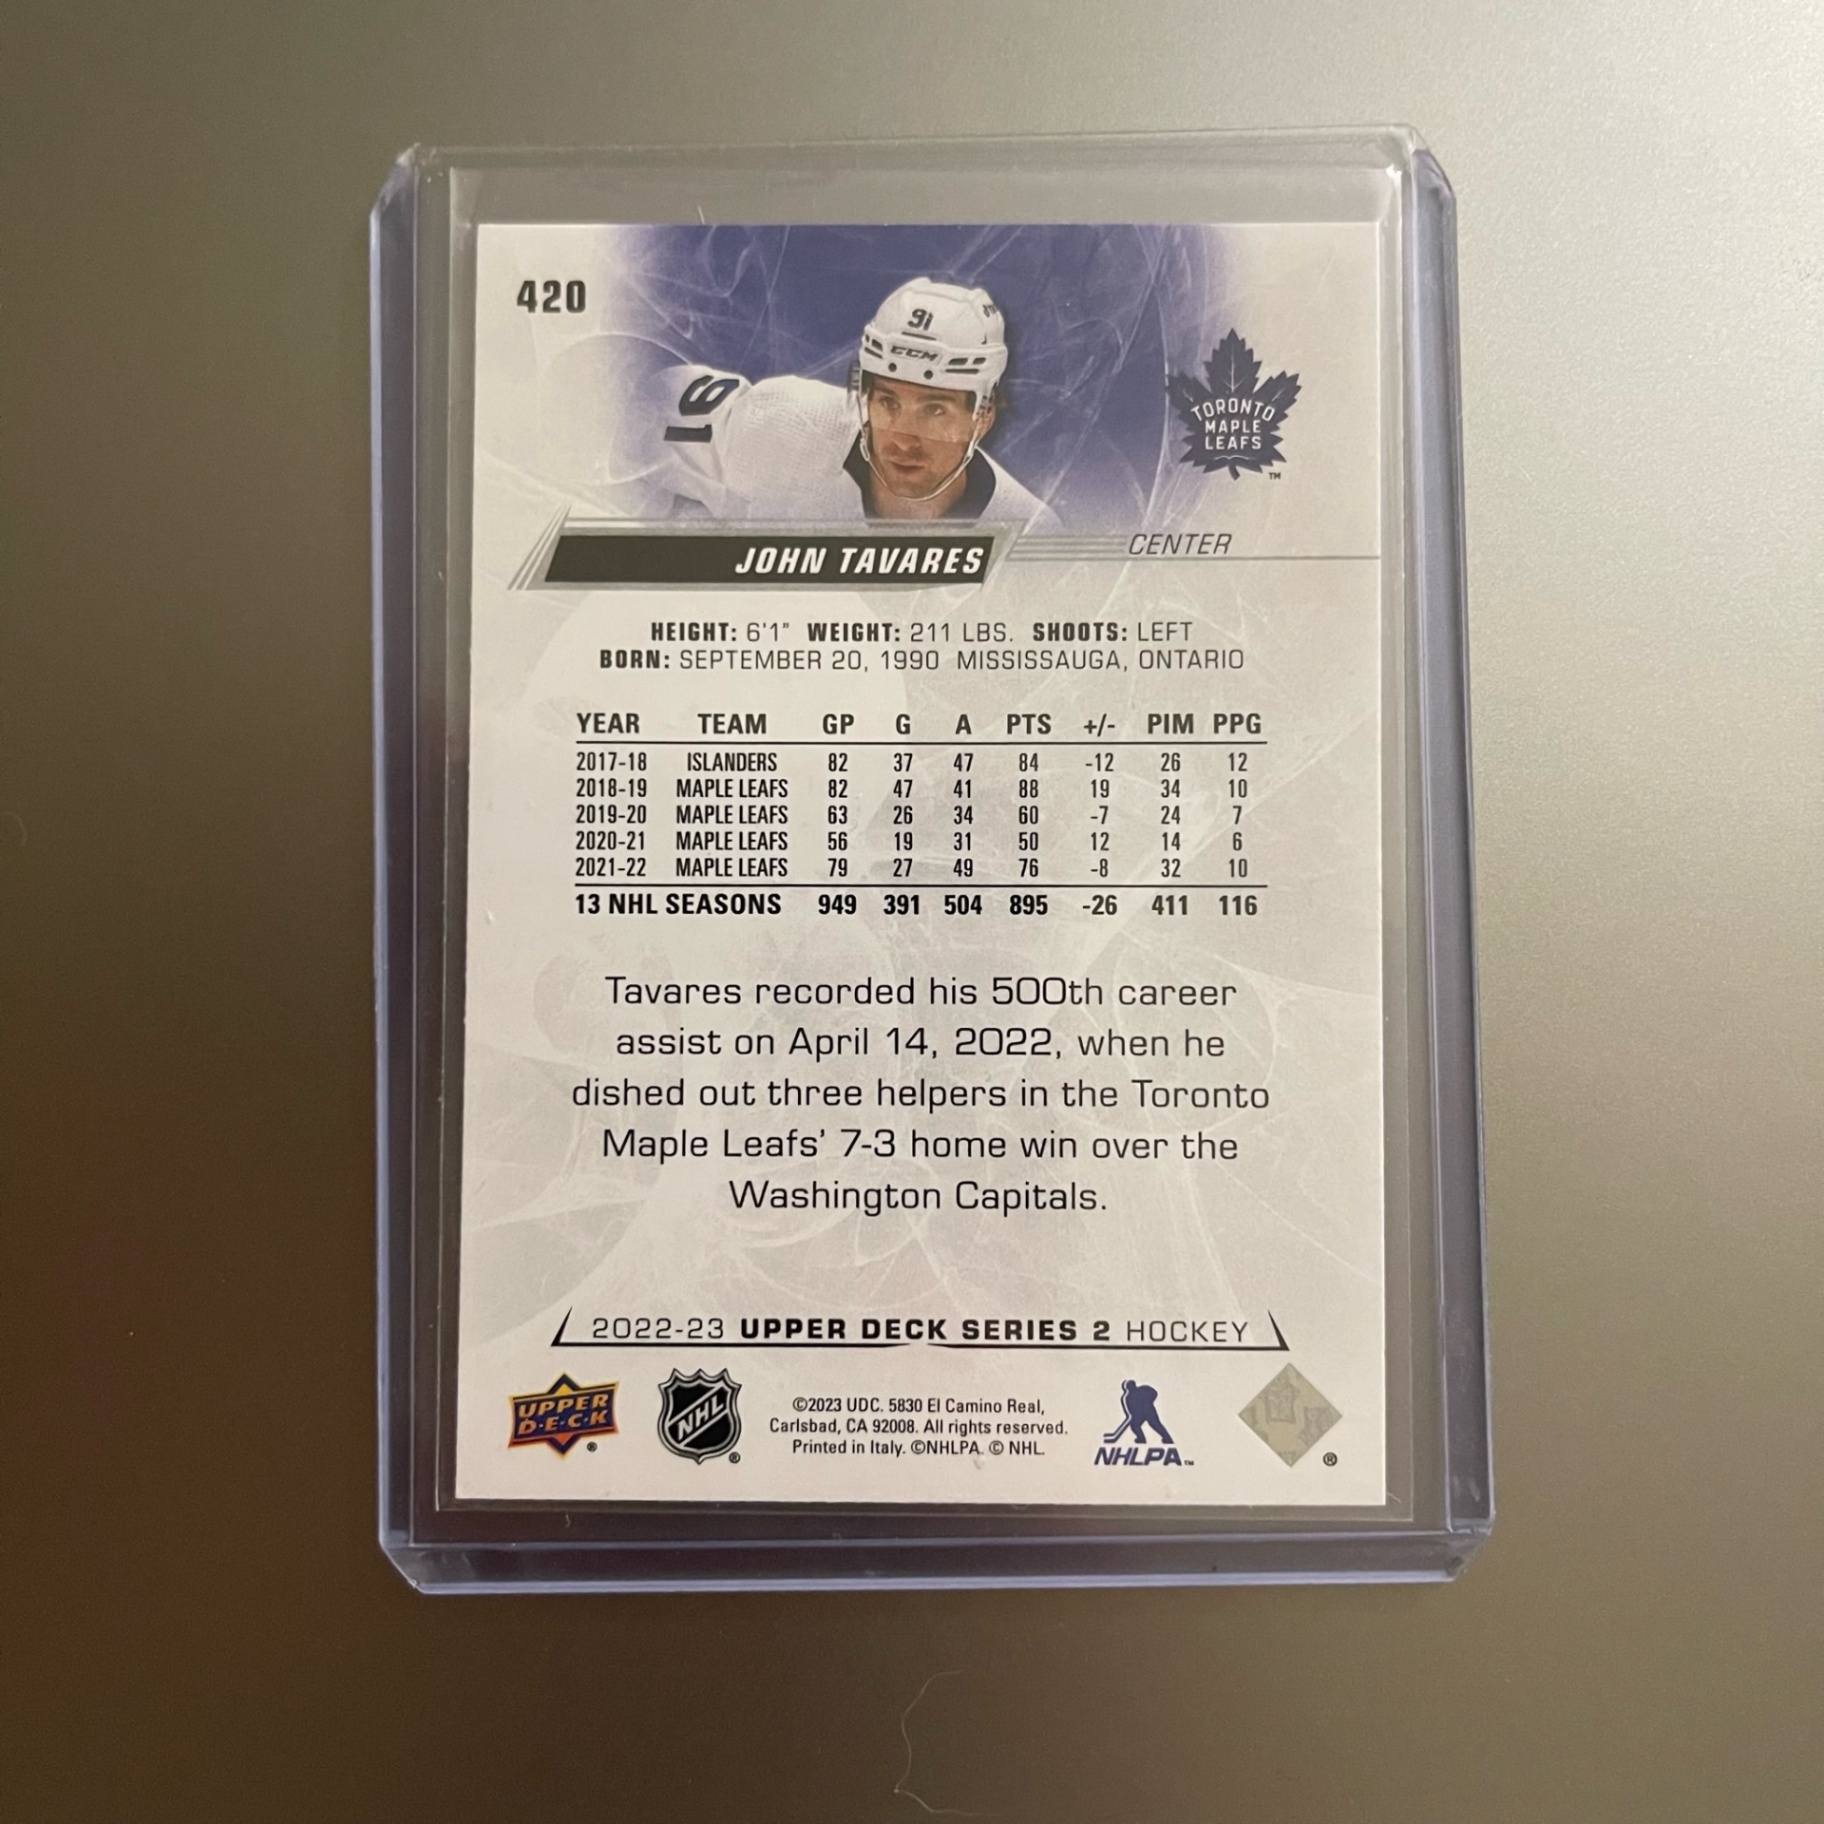 420
91
CCM
91
TORONTO
MAPLE
LEAFS
™
JOHN TAVARES
CENTER
HEIGHT: 6'1" WEIGHT: 211 LBS. SHOOTS: LEFT
BORN: SEPTEMBER 20, 1990 MISSISSAUGA, ONTARIO
YEAR TEAM GP G A PTS +/- PIM PPG
2017-18 ISLANDERS 82 37 47 84 -12 26 12
2018-19 MAPLE LEAFS 82 47 41 88 19 34 10
2019-20 MAPLE LEAFS 63 26 34 60 -7 24 7
2020-21 MAPLE LEAFS 56 19 31 50 12 14 6
2021-22 MAPLE LEAFS 79 27 49 76 -8 32 10
13 NHL SEASONS 949 391 504 895 -26 411 116
Tavares recorded his 500th career
assist on April 14, 2022, when he
dished out three helpers in the Toronto
Maple Leafs' 7-3 home win over the
Washington Capitals.
2022-23 UPPER DECK SERIES 2 HOCKEY
UPPER
D·E·C·K
®
NHL
®
©2023 UDC. 5830 El Camino Real,
Carlsbad, CA 92008. All rights reserved.
Printed in Italy. ©NHLPA. © NHL.
NHLPA™
®